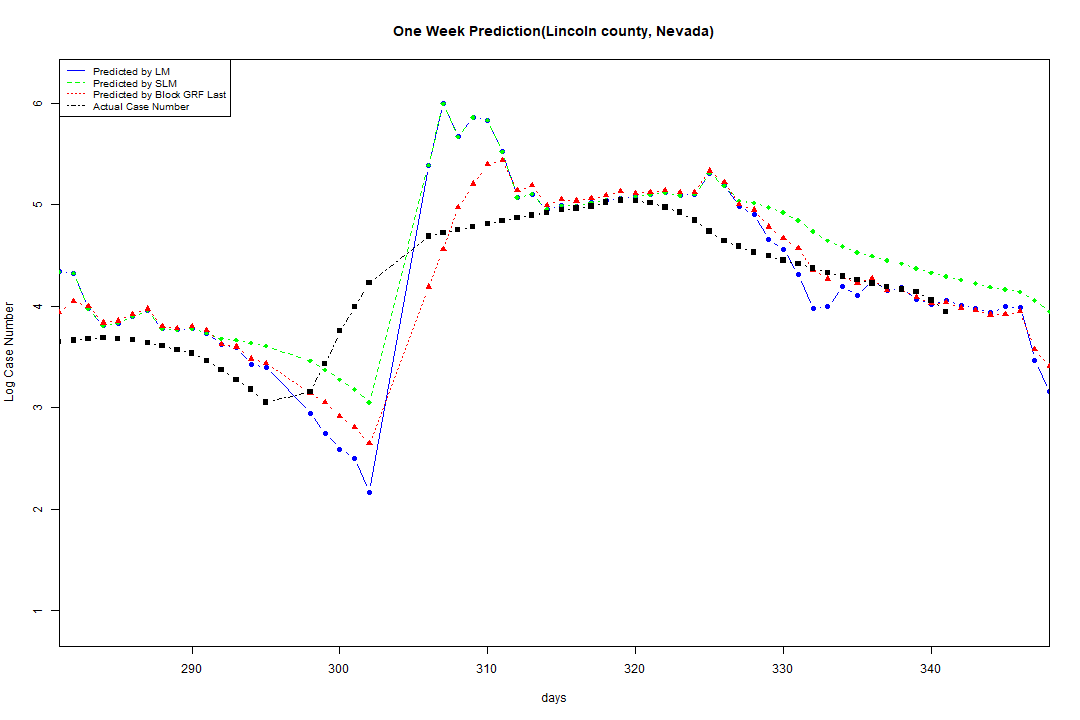 One Week Prediction(Lincoln county, Nevada)
Predicted by LM
Predicted by SLM
Predicted by Block GRF Last
Actual Case Number
6
5
4
3
2
1
Log Case Number
290 300 310 320 330 340
days